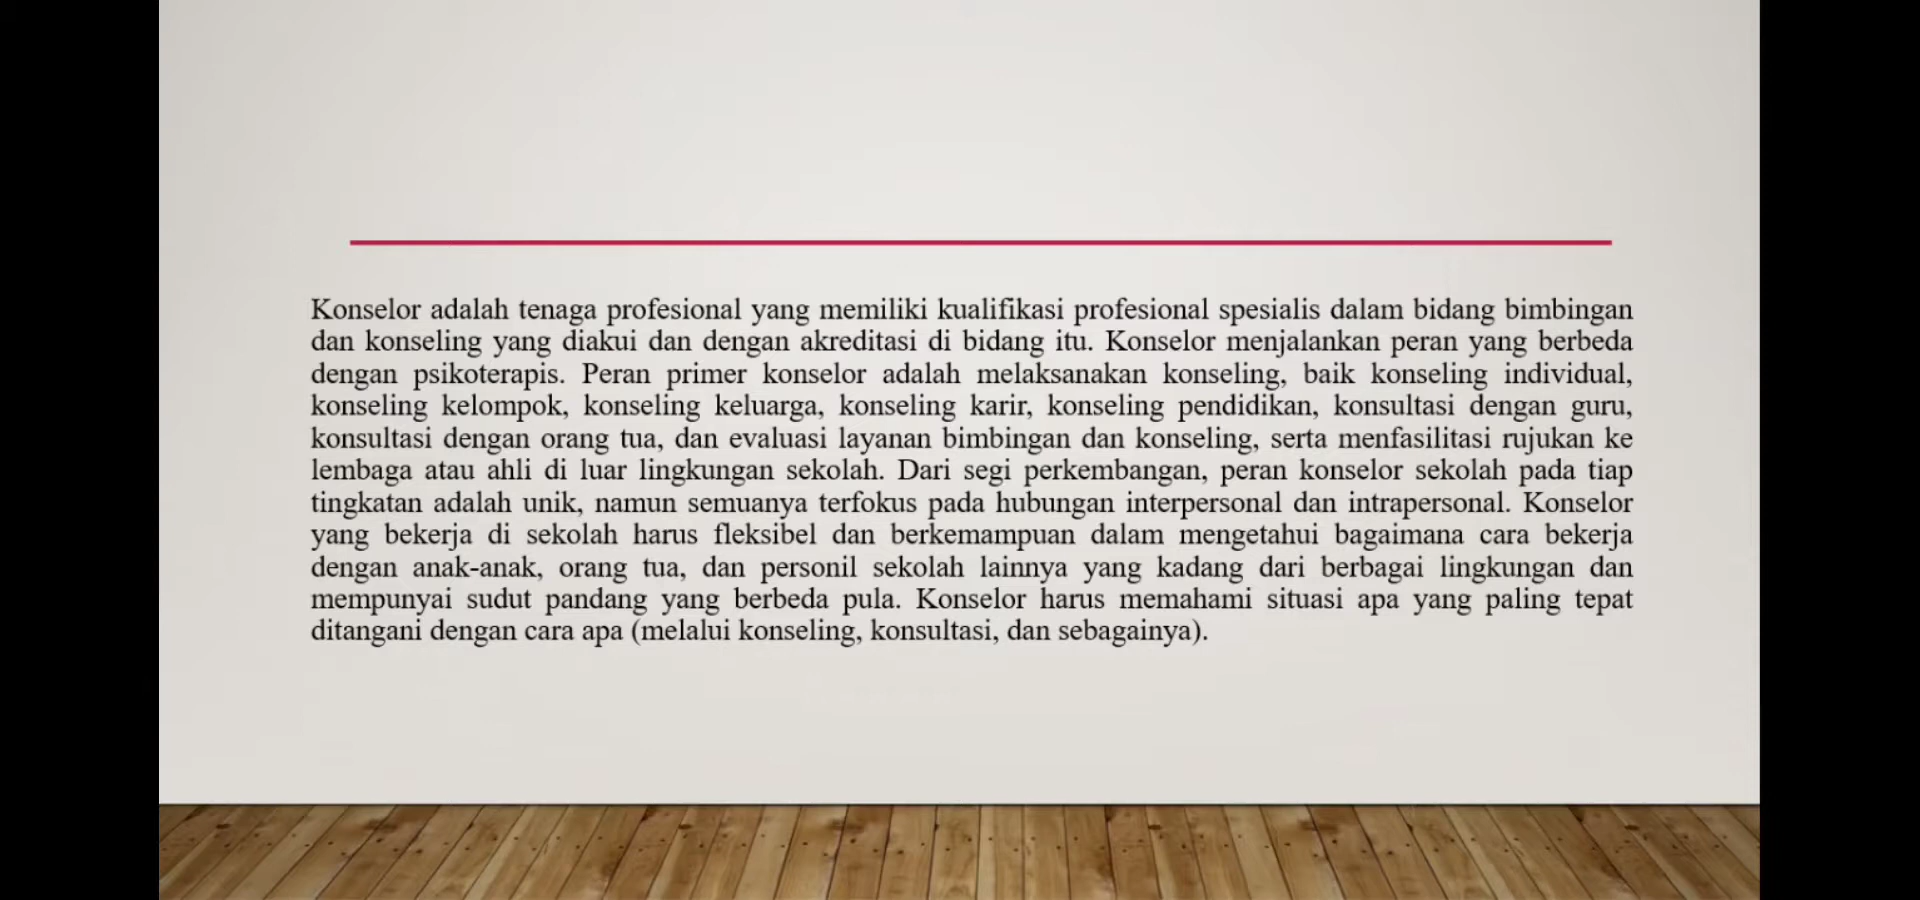 Konselor adalah tenaga profesional yang memiliki kualifikasi profesional spesialis dalam bidang bimbingan
dan konseling yang diakui dan dengan akreditasi di bidang itu. Konselor menjalankan peran yang berbeda
dengan psikoterapis. Peran primer konselor adalah melaksanakan konseling, baik konseling individual,
konseling kelompok, konseling keluarga, konseling karir, konseling pendidikan, konsultasi dengan guru,
konsultasi dengan orang tua, dan evaluasi layanan bimbingan dan konseling, serta menfasilitasi rujukan ke
lembaga atau ahli di luar lingkungan sekolah. Dari segi perkembangan, peran konselor sekolah pada tiap
tingkatan adalah unik, namun semuanya terfokus pada hubungan interpersonal dan intrapersonal. Konselor
yang bekerja di sekolah harus fleksibel dan berkemampuan dalam mengetahui bagaimana cara bekerja
dengan anak-anak, orang tua, dan personil sekolah lainnya yang kadang dari berbagai lingkungan dan
mempunyai sudut pandang yang berbeda pula. Konselor harus memahami situasi apa yang paling tepat
ditangani dengan cara apa (melalui konseling, konsultasi, dan sebagainya).